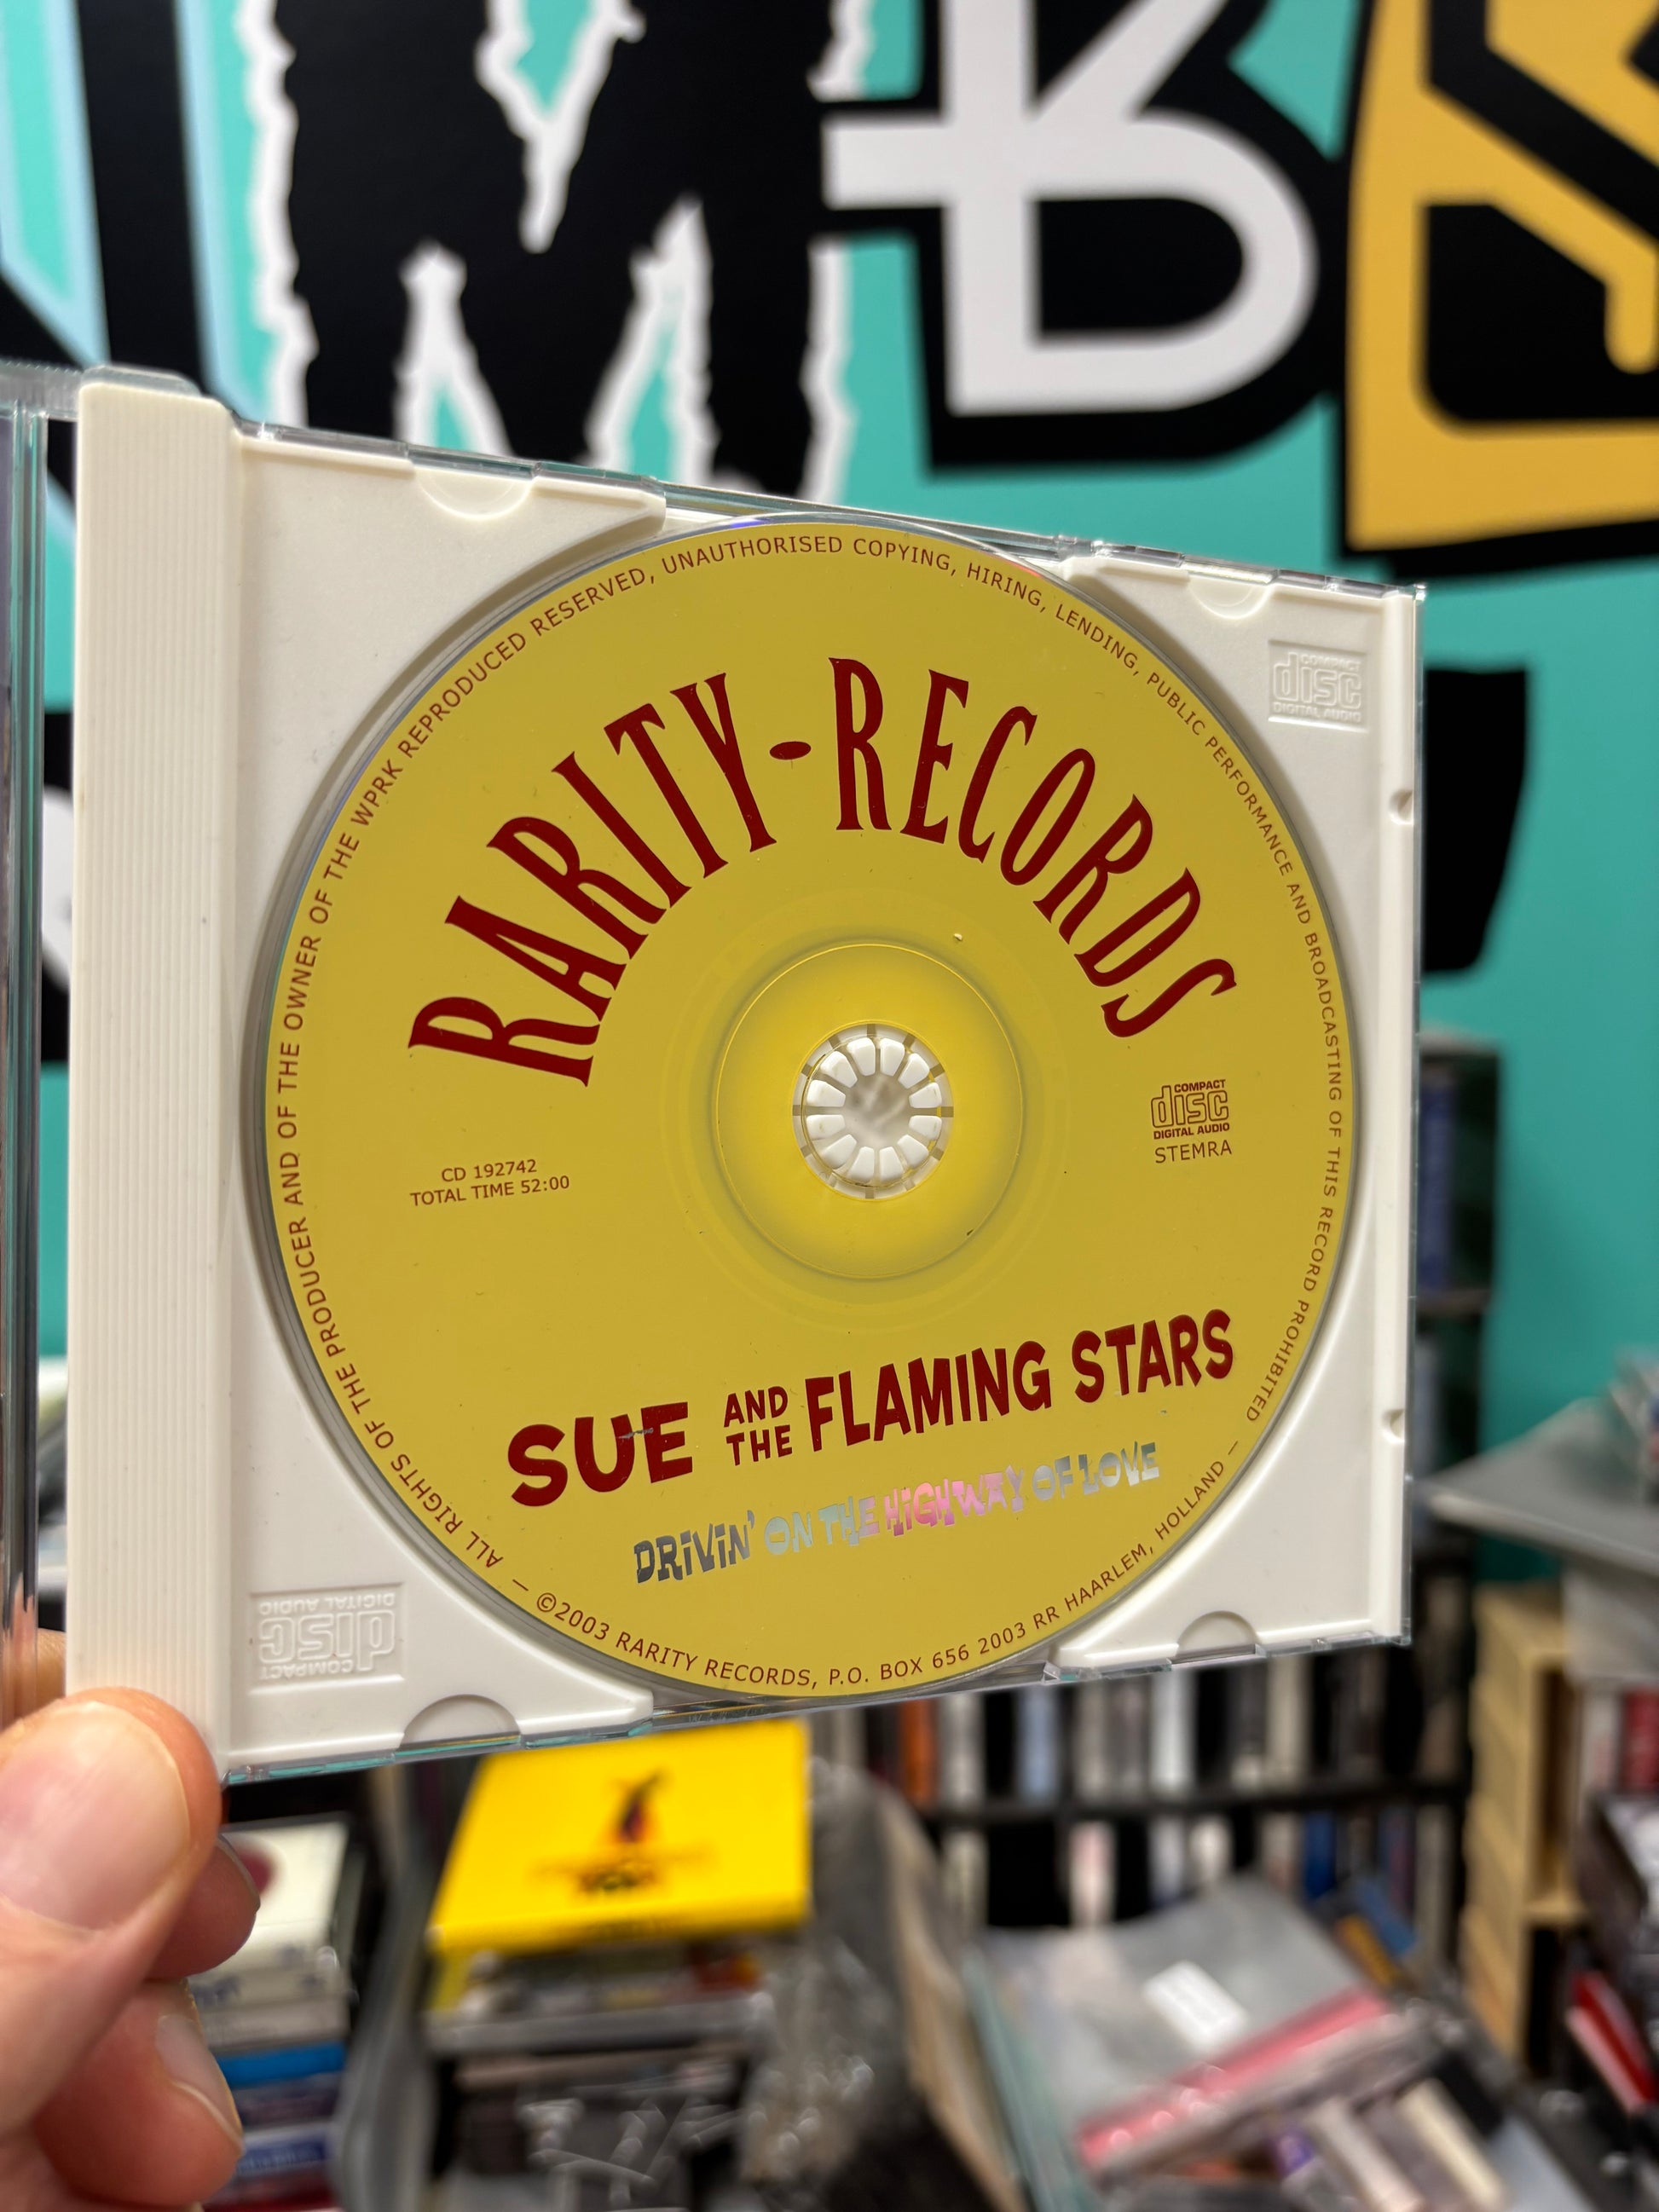 RARITY-RECORDS
CD 192742
TOTAL TIME 52:00
COMPACT
disc
DIGITAL AUDIO
STEMRA
SUE AND THE FLAMING STARS
DRIVIN' ON THE HIGHWAY OF LOVE
ALL RIGHTS OF THE PRODUCER AND OF THE OWNER OF THE WPRK REPRODUCED RESERVED, UNAUTHORISED COPYING, HIRING, LENDING, PUBLIC PERFORMANCE AND BROADCASTING OF THIS RECORD PROHIBITED
– ©2003 RARITY RECORDS, P.O. BOX 656 2003 RR HAARLEM, HOLLAND –
COMPACT
disc
DIGITAL AUDIO
COMPACT
disc
DIGITAL AUDIO